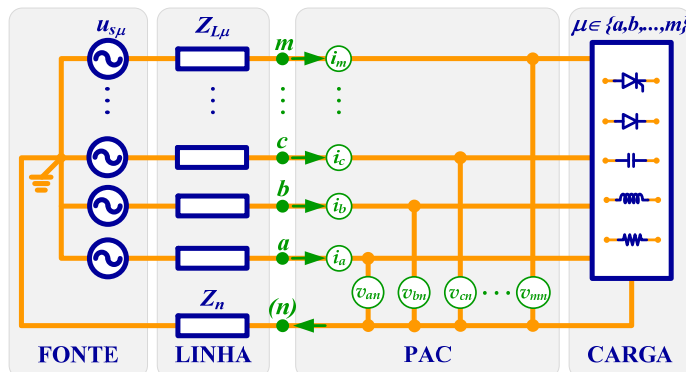 u_sμ
Z_Lμ
m
i_m
μ∈ {a,b,...,m}
c
i_c
b
i_b
a
i_a
v_an
v_bn
v_cn
v_mn
Z_n
(n)
FONTE
LINHA
PAC
CARGA